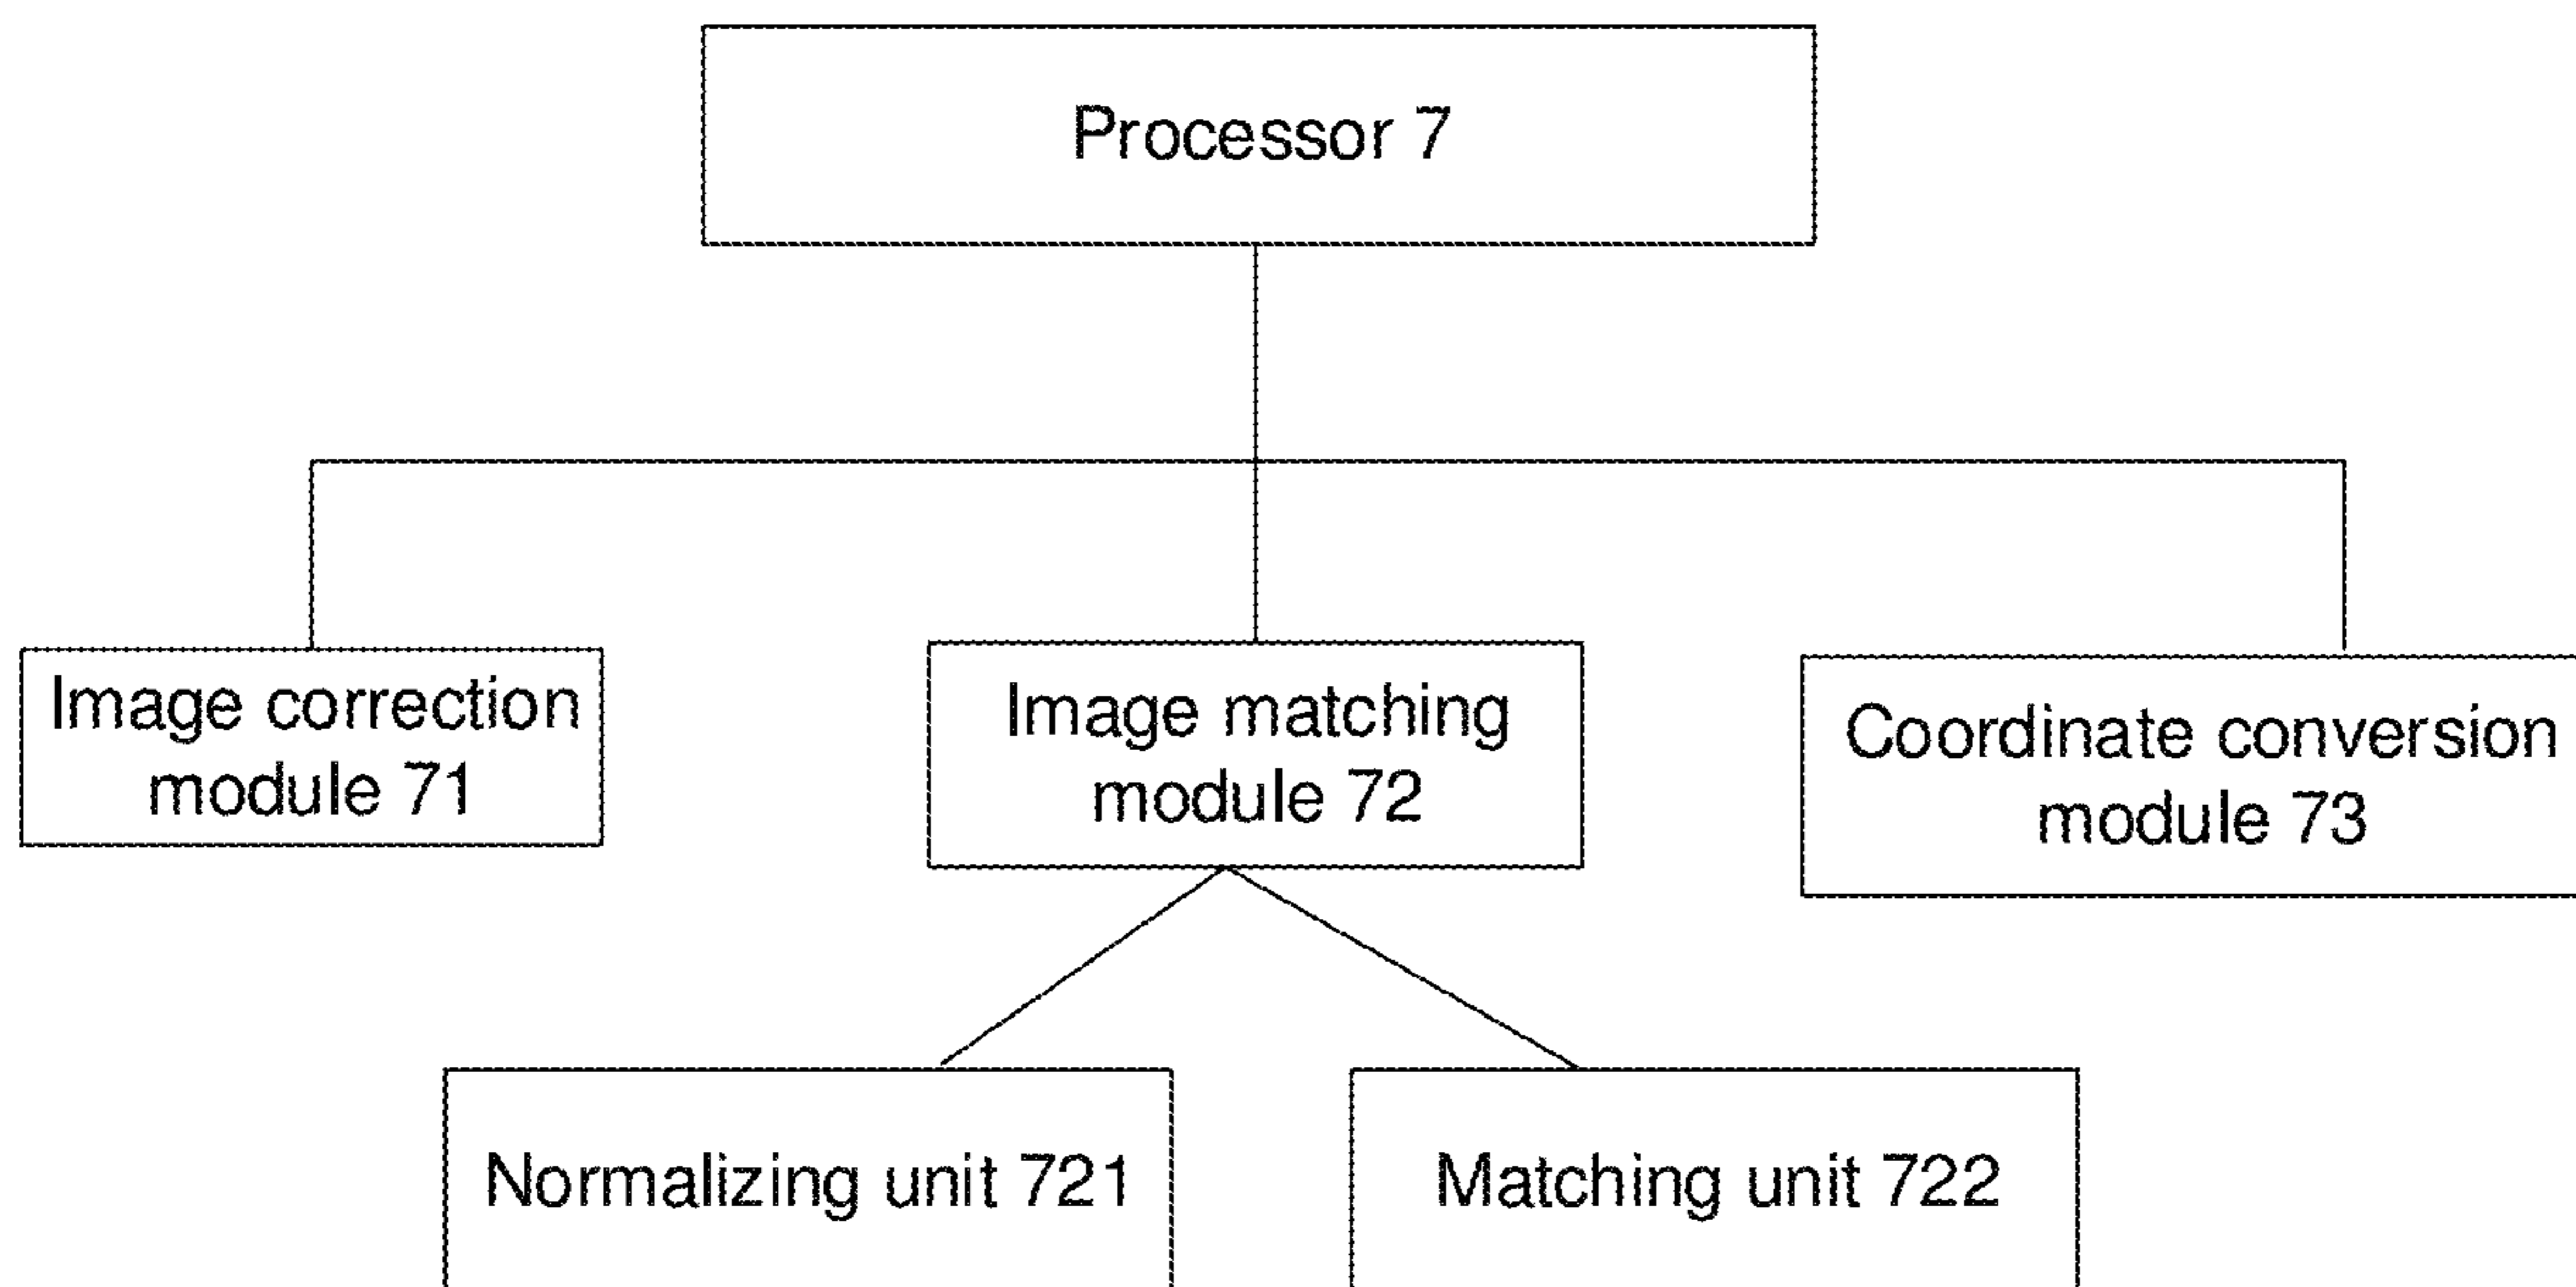 Processor 7
Image correction
module 71
Image matching
module 72
Coordinate conversion
module 73
Normalizing unit 721
Matching unit 722